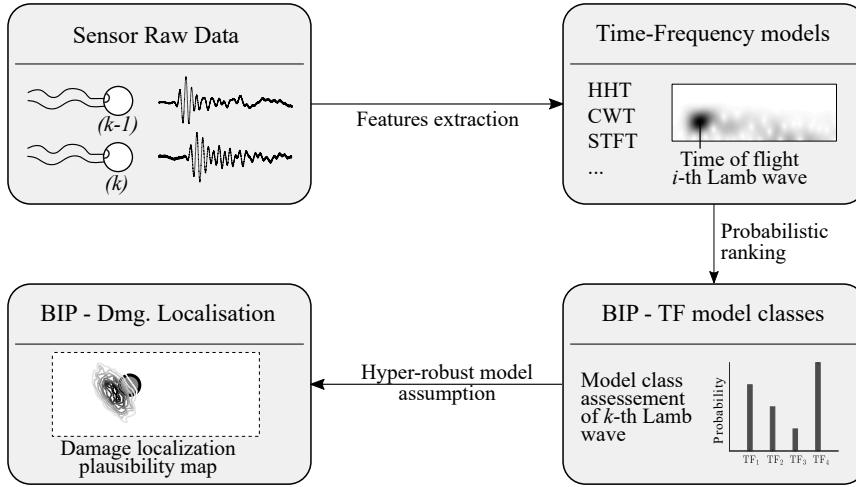 Sensor Raw Data
(k-1)
(k)
Features extraction
Time-Frequency models
HHT
CWT
STFT
...
Time of flight
i-th Lamb wave
Probabilistic
ranking
BIP - TF model classes
Model class
assessement
of k-th Lamb
wave
Probability
TF1 TF2 TF3 TF4
Hyper-robust model
assumption
BIP - Dmg. Localisation
Damage localization
plausibility map